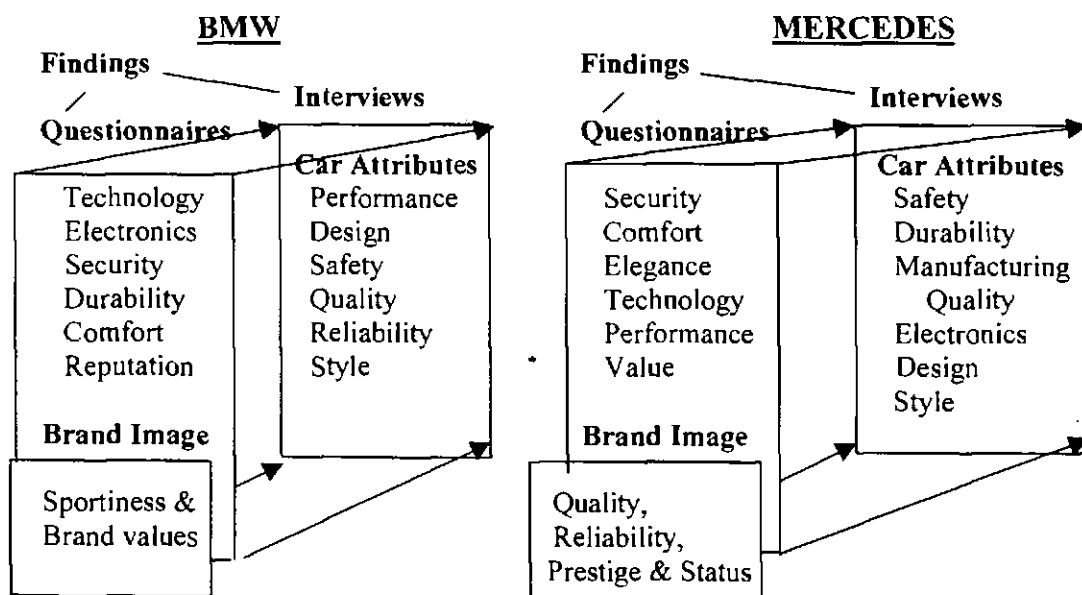 BMW
Findings
Interviews
Questionnaires
Technology
Electronics
Security
Durability
Comfort
Reputation
Car Attributes
Performance
Design
Safety
Quality
Reliability
Style
Brand Image
Sportiness &
Brand values
MERCEDES
Findings
Interviews
Questionnaires
Security
Comfort
Elegance
Technology
Performance
Value
Car Attributes
Safety
Durability
Manufacturing
Quality
Electronics
Design
Style
Brand Image
Quality,
Reliability,
Prestige & Status